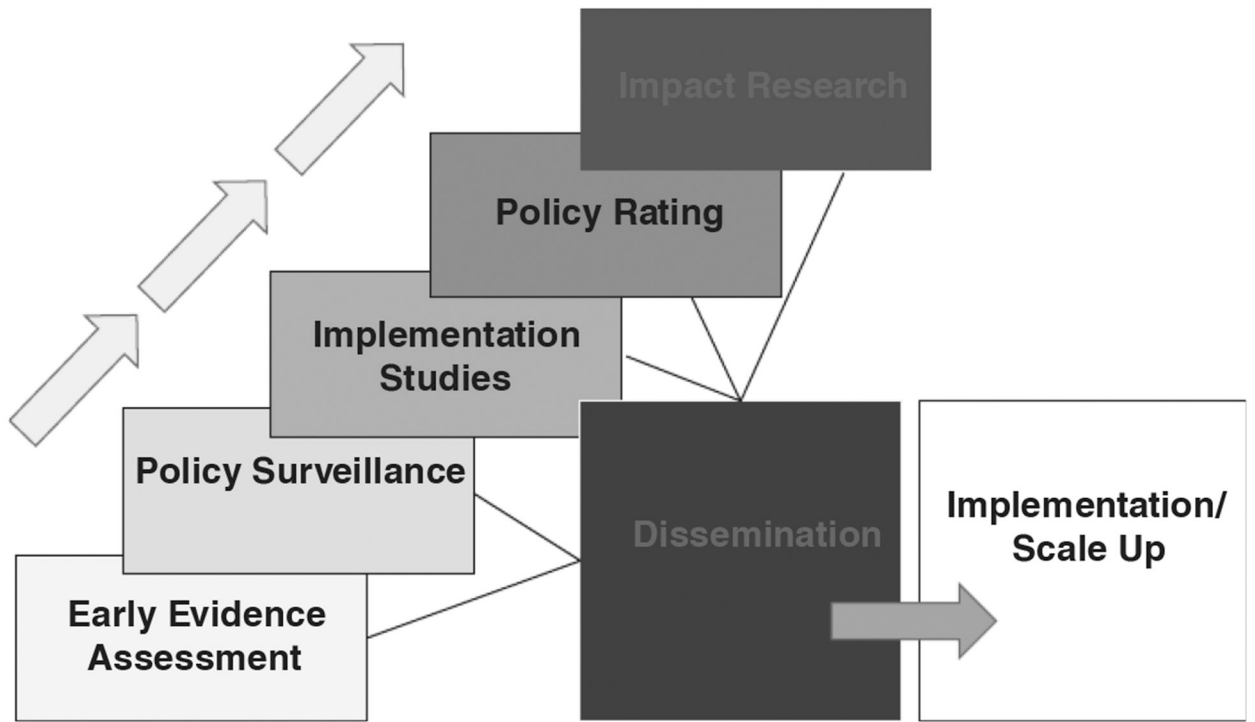 Impact Research
Policy Rating
Implementation
Studies
Policy Surveillance
Early Evidence
Assessment
Dissemination
Implementation/
Scale Up